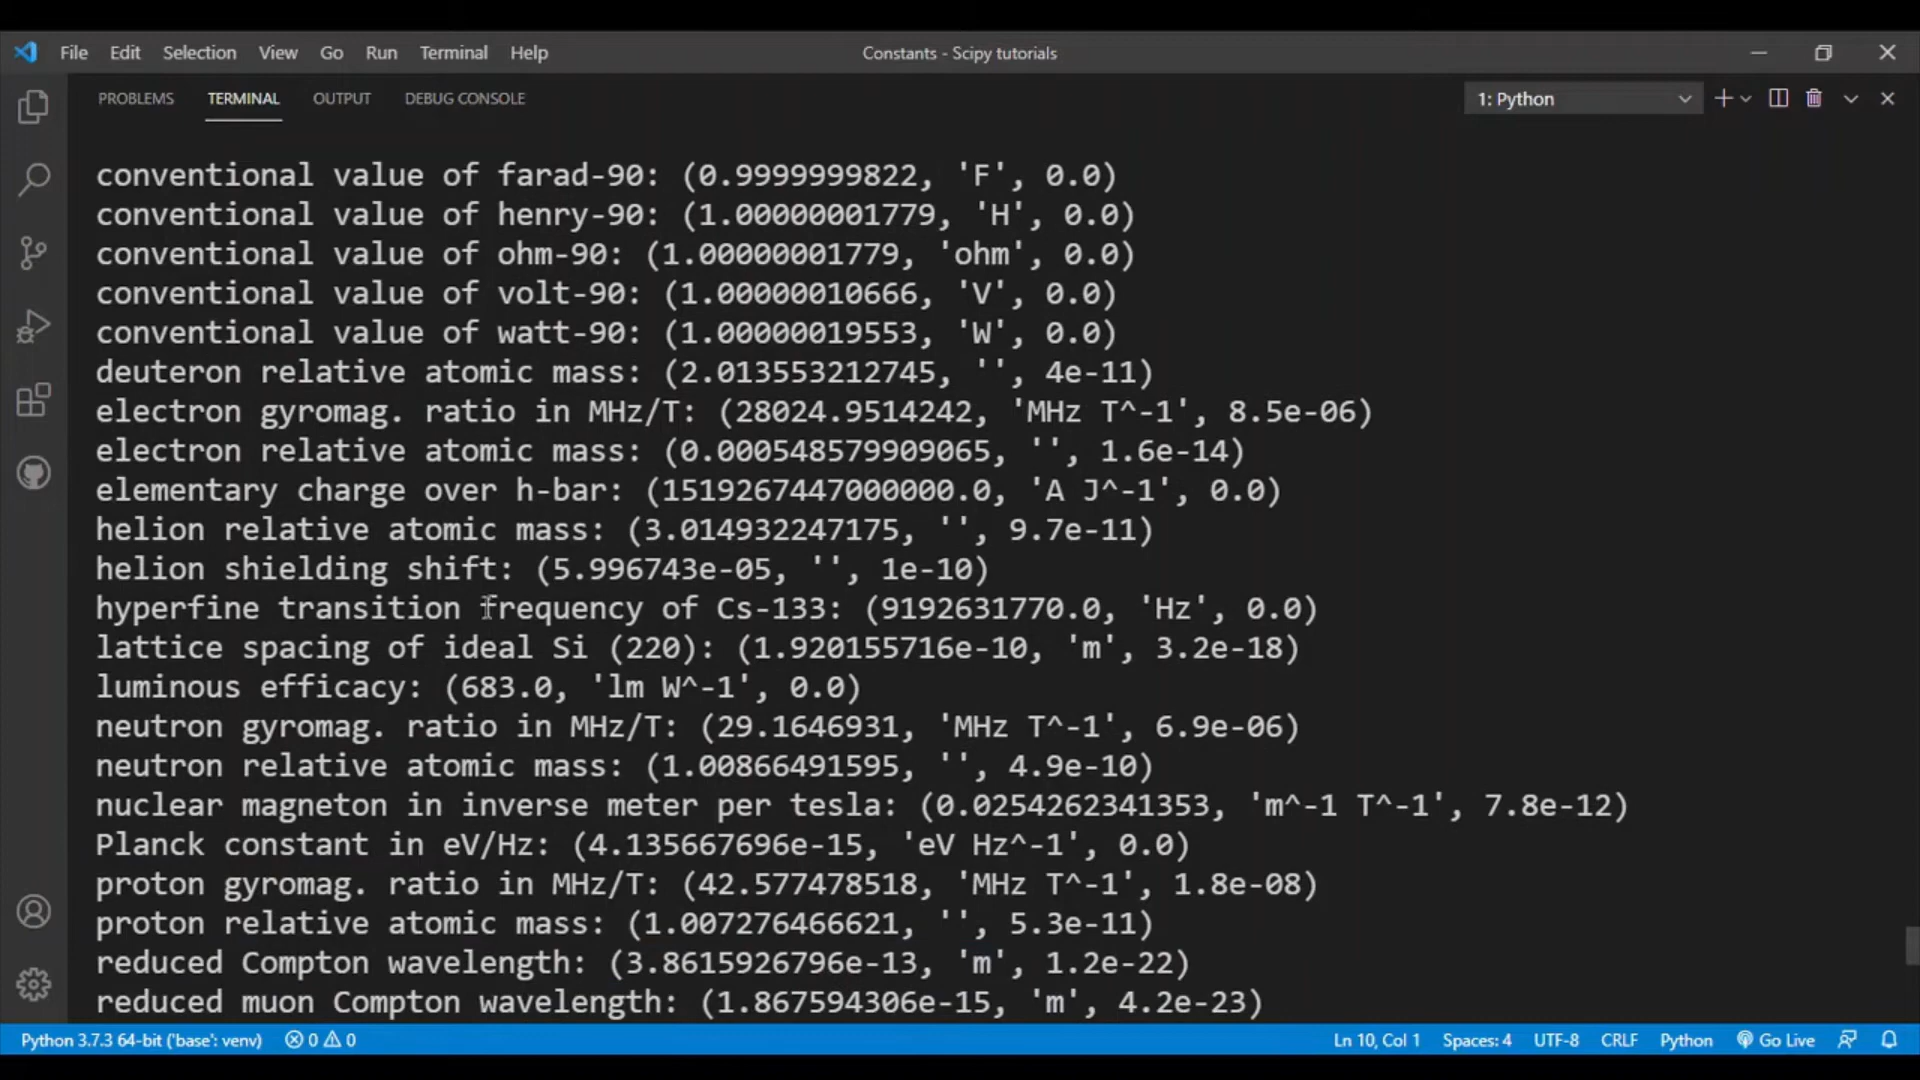 File Edit Selection View Go Run Terminal Help Constants - Scipy tutorials
PROBLEMS TERMINAL OUTPUT DEBUG CONSOLE 1: Python
conventional value of farad-90: (0.9999999822, 'F', 0.0)
conventional value of henry-90: (1.00000001779, 'H', 0.0)
conventional value of ohm-90: (1.00000001779, 'ohm', 0.0)
conventional value of volt-90: (1.00000010666, 'V', 0.0)
conventional value of watt-90: (1.00000019553, 'W', 0.0)
deuteron relative atomic mass: (2.013553212745, '', 4e-11)
electron gyromag. ratio in MHz/T: (28024.9514242, 'MHz T^-1', 8.5e-06)
electron relative atomic mass: (0.000548579909065, '', 1.6e-14)
elementary charge over h-bar: (1519267447000000.0, 'A J^-1', 0.0)
helion relative atomic mass: (3.014932247175, '', 9.7e-11)
helion shielding shift: (5.996743e-05, '', 1e-10)
hyperfine transition frequency of Cs-133: (9192631770.0, 'Hz', 0.0)
lattice spacing of ideal Si (220): (1.920155716e-10, 'm', 3.2e-18)
luminous efficacy: (683.0, 'lm W^-1', 0.0)
neutron gyromag. ratio in MHz/T: (29.1646931, 'MHz T^-1', 6.9e-06)
neutron relative atomic mass: (1.00866491595, '', 4.9e-10)
nuclear magneton in inverse meter per tesla: (0.0254262341353, 'm^-1 T^-1', 7.8e-12)
Planck constant in eV/Hz: (4.135667696e-15, 'eV Hz^-1', 0.0)
proton gyromag. ratio in MHz/T: (42.577478518, 'MHz T^-1', 1.8e-08)
proton relative atomic mass: (1.007276466621, '', 5.3e-11)
reduced Compton wavelength: (3.8615926796e-13, 'm', 1.2e-22)
reduced muon Compton wavelength: (1.867594306e-15, 'm', 4.2e-23)
Python 3.7.3 64-bit ('base': venv) 0 0 Ln 10, Col 1 Spaces: 4 UTF-8 CRLF Python Go Live